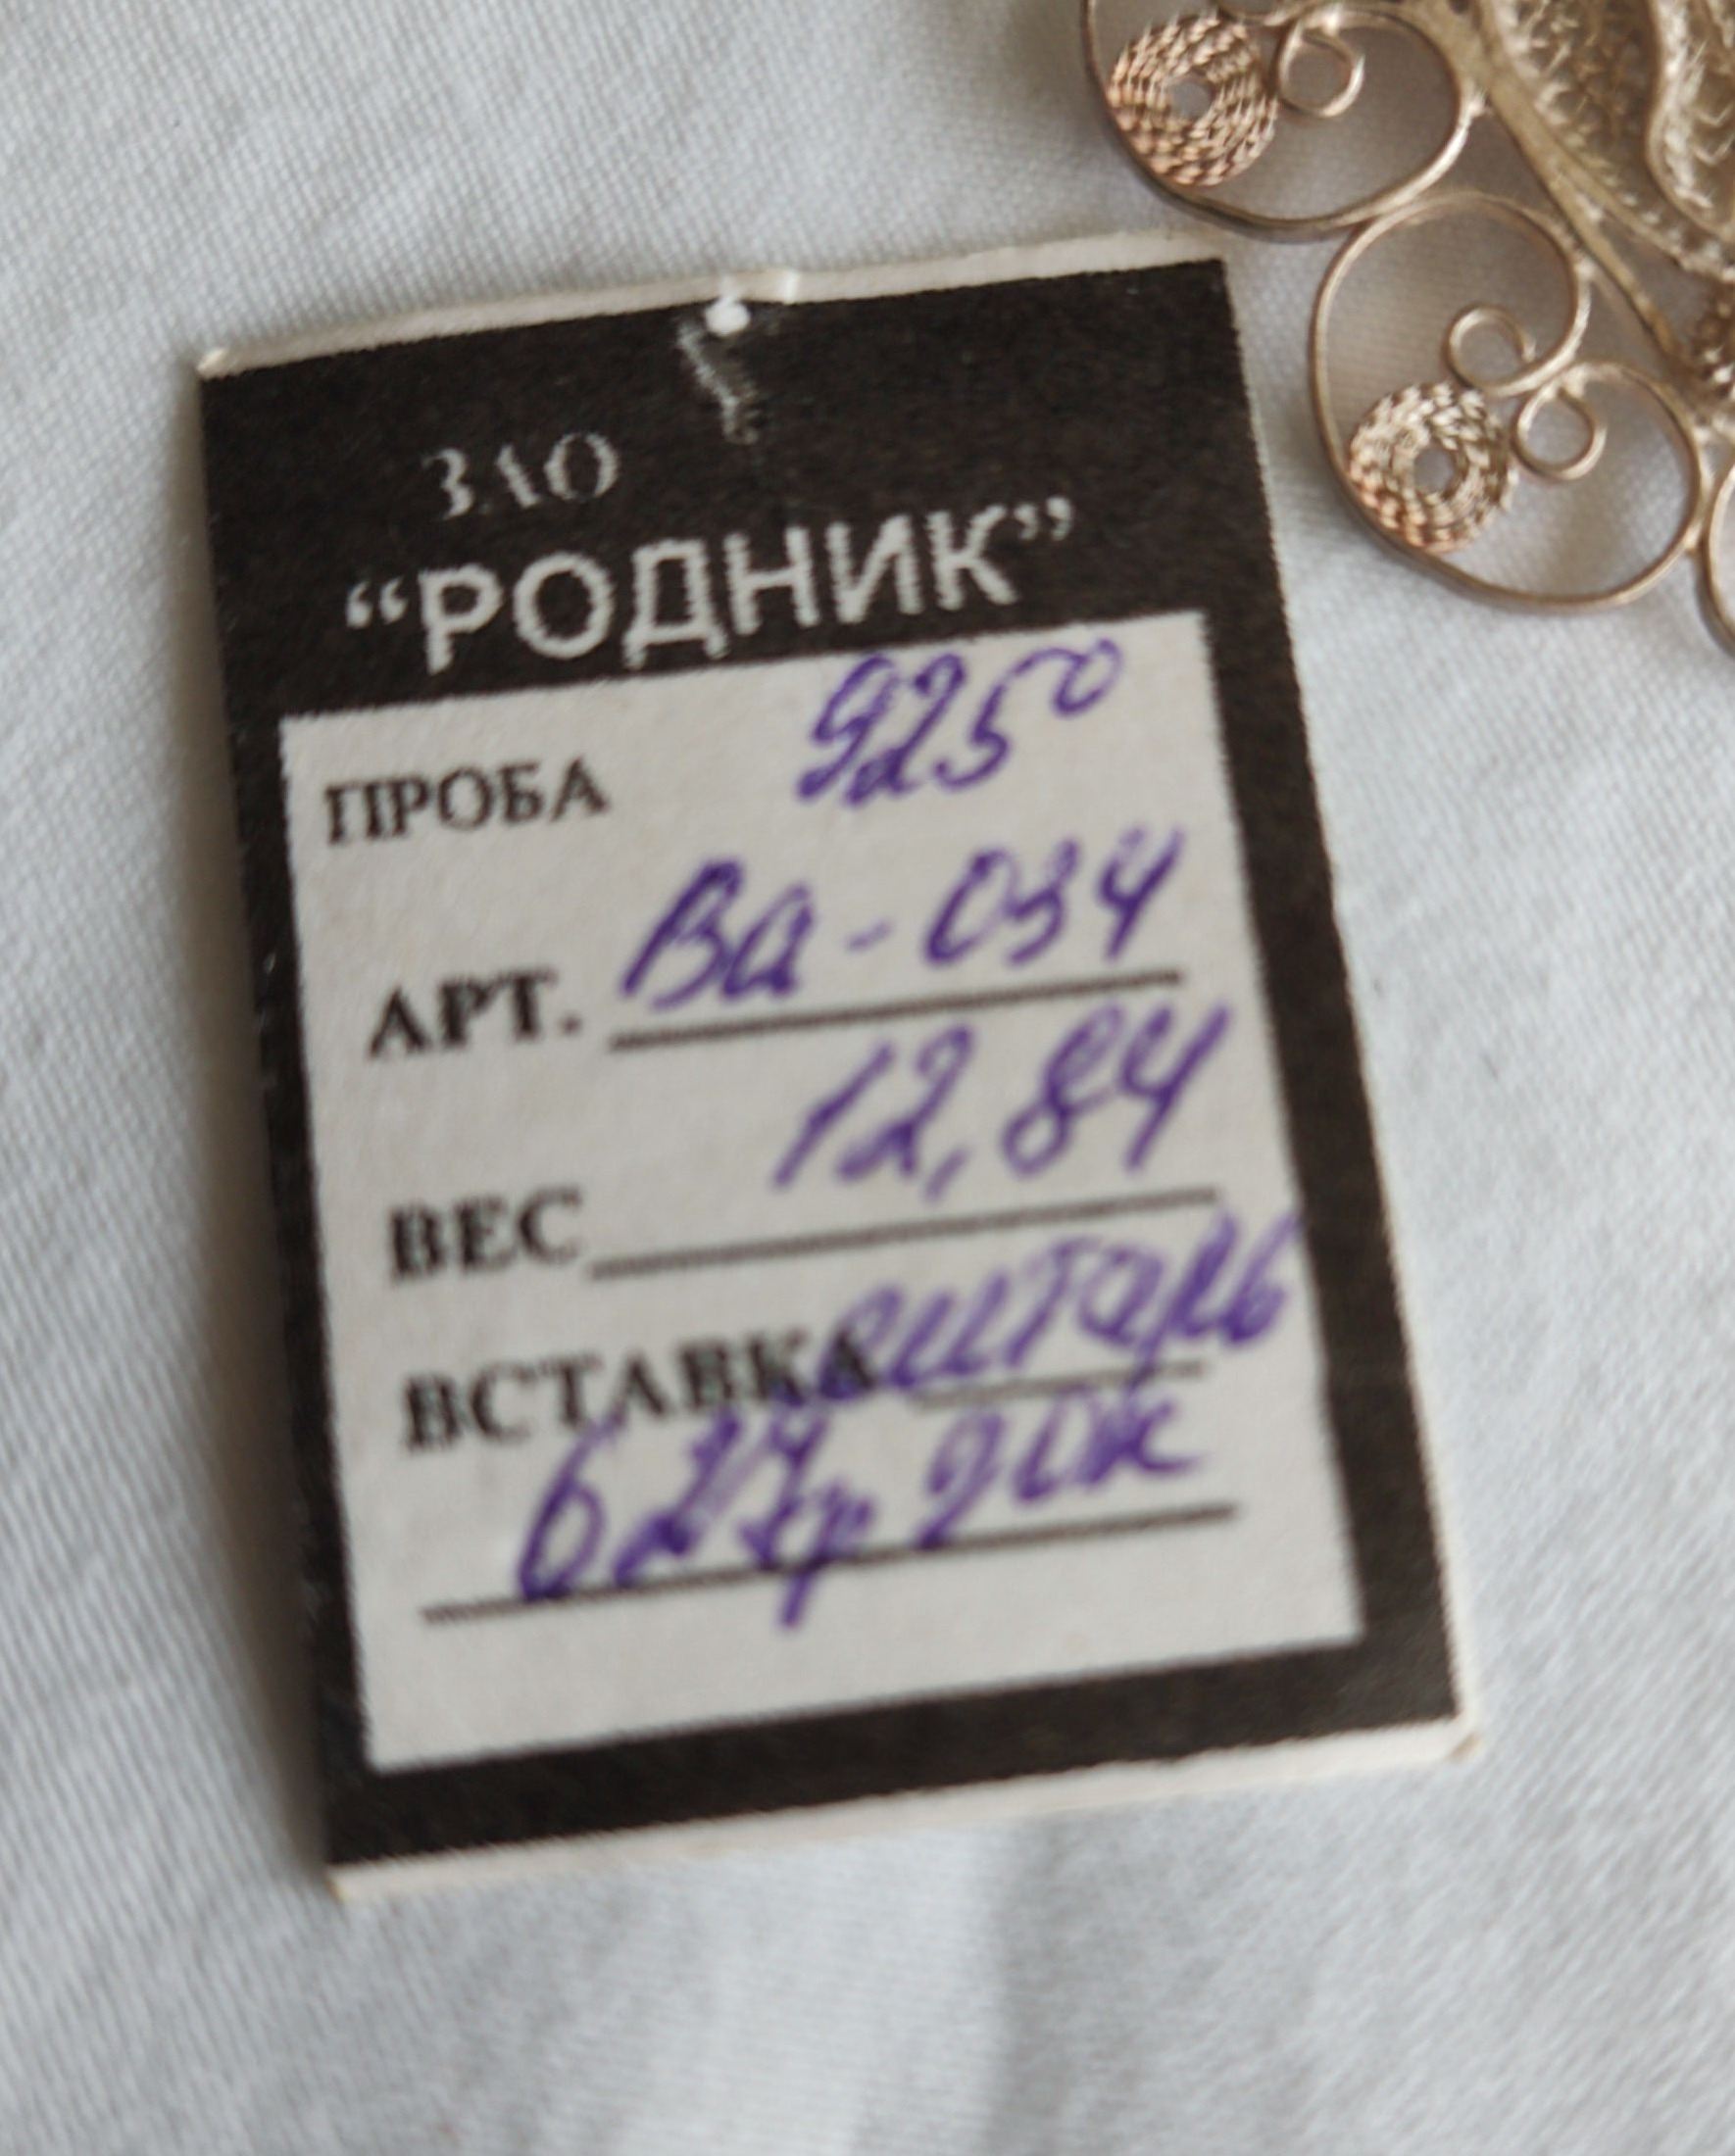 ЗАО
“РОДНИК”
ПРОБА 925°
АРТ. Ва-034
ВЕС 12,84
ВСТАВКА янтарь